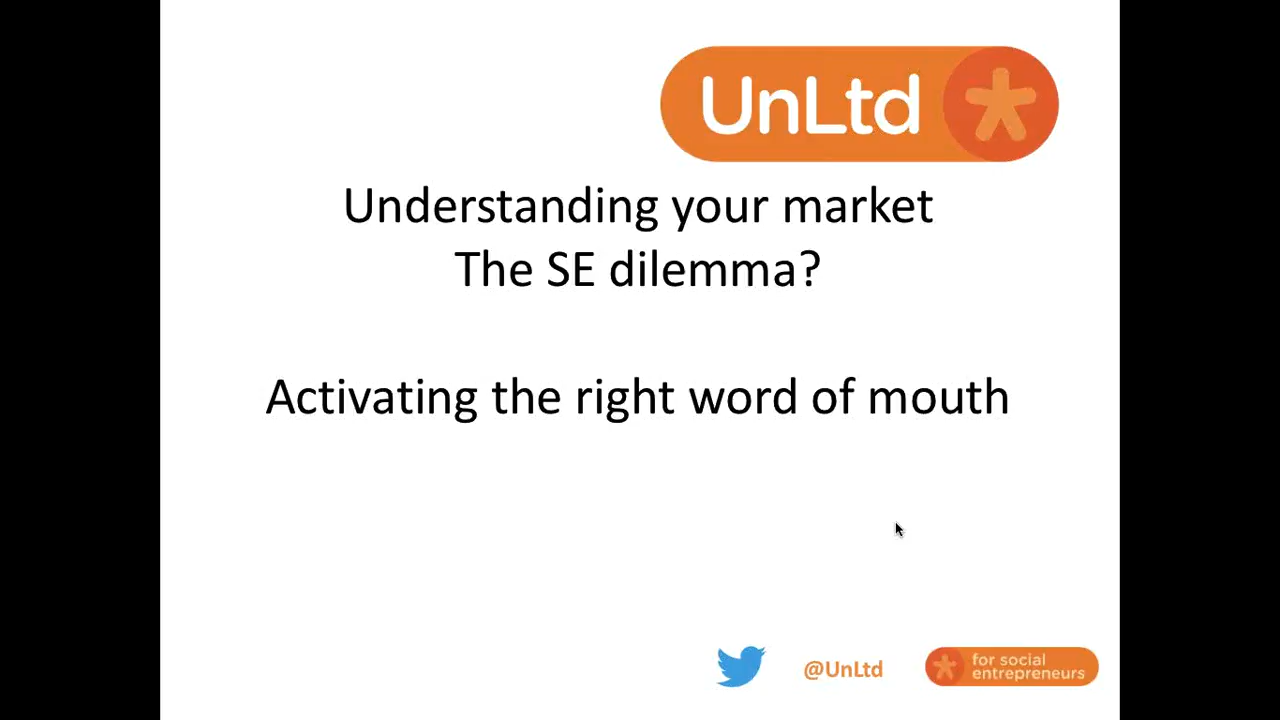 UnLtd
Understanding your market
The SE dilemma?
Activating the right word of mouth
@UnLtd
for social
entrepreneurs